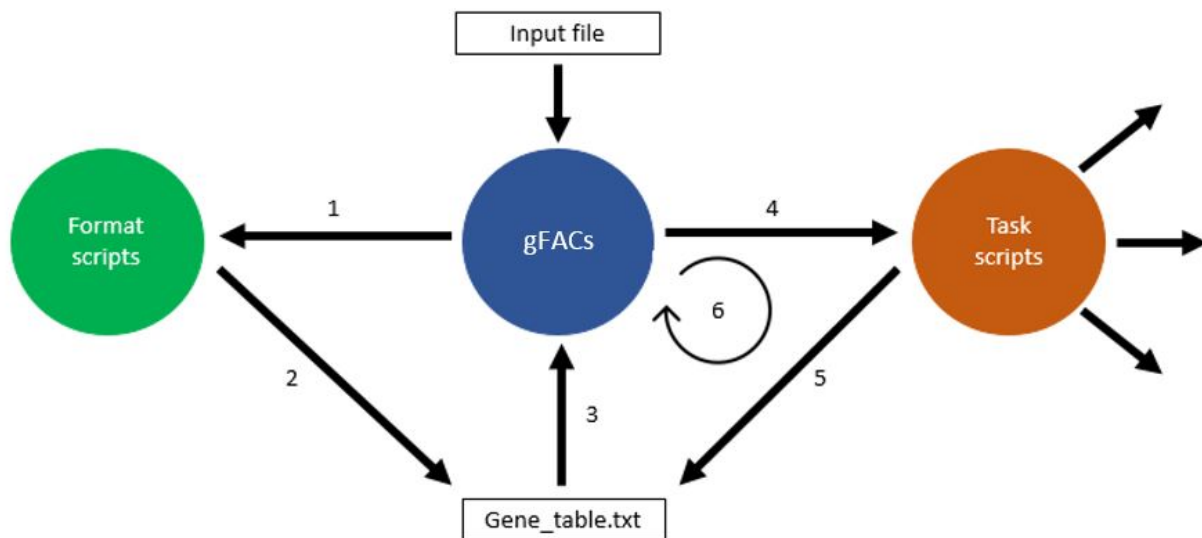 Input file
Format
scripts
1
gFACs
4
Task
scripts
6
2
3
5
Gene_table.txt